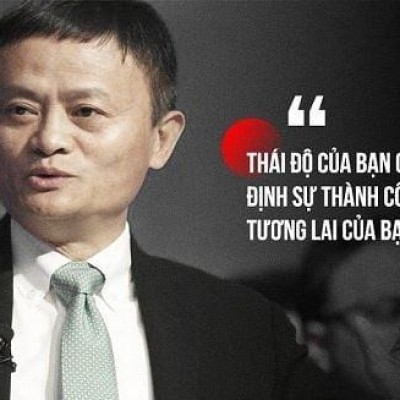 “
THÁI ĐỘ CỦA BẠN
ĐỊNH SỰ THÀNH
TƯƠNG LAI CỦA